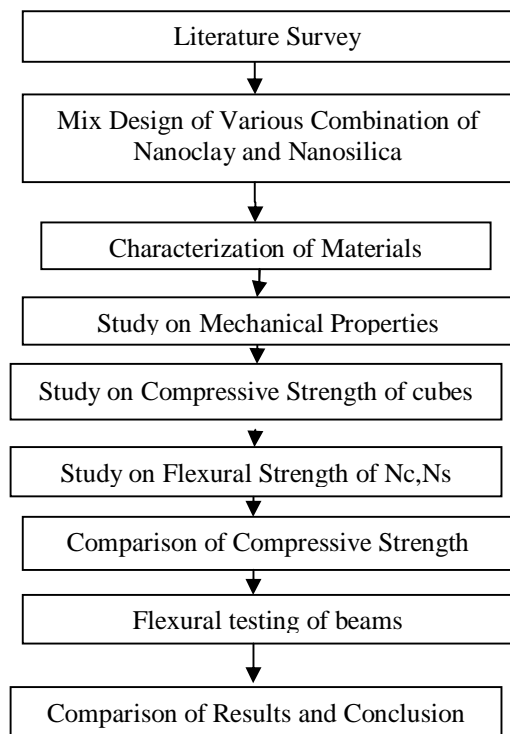 Literature Survey
Mix Design of Various Combination of
Nanoclay and Nanosilica
Characterization of Materials
Study on Mechanical Properties
Study on Compressive Strength of cubes
Study on Flexural Strength of Nc,Ns
Comparison of Compressive Strength
Flexural testing of beams
Comparison of Results and Conclusion